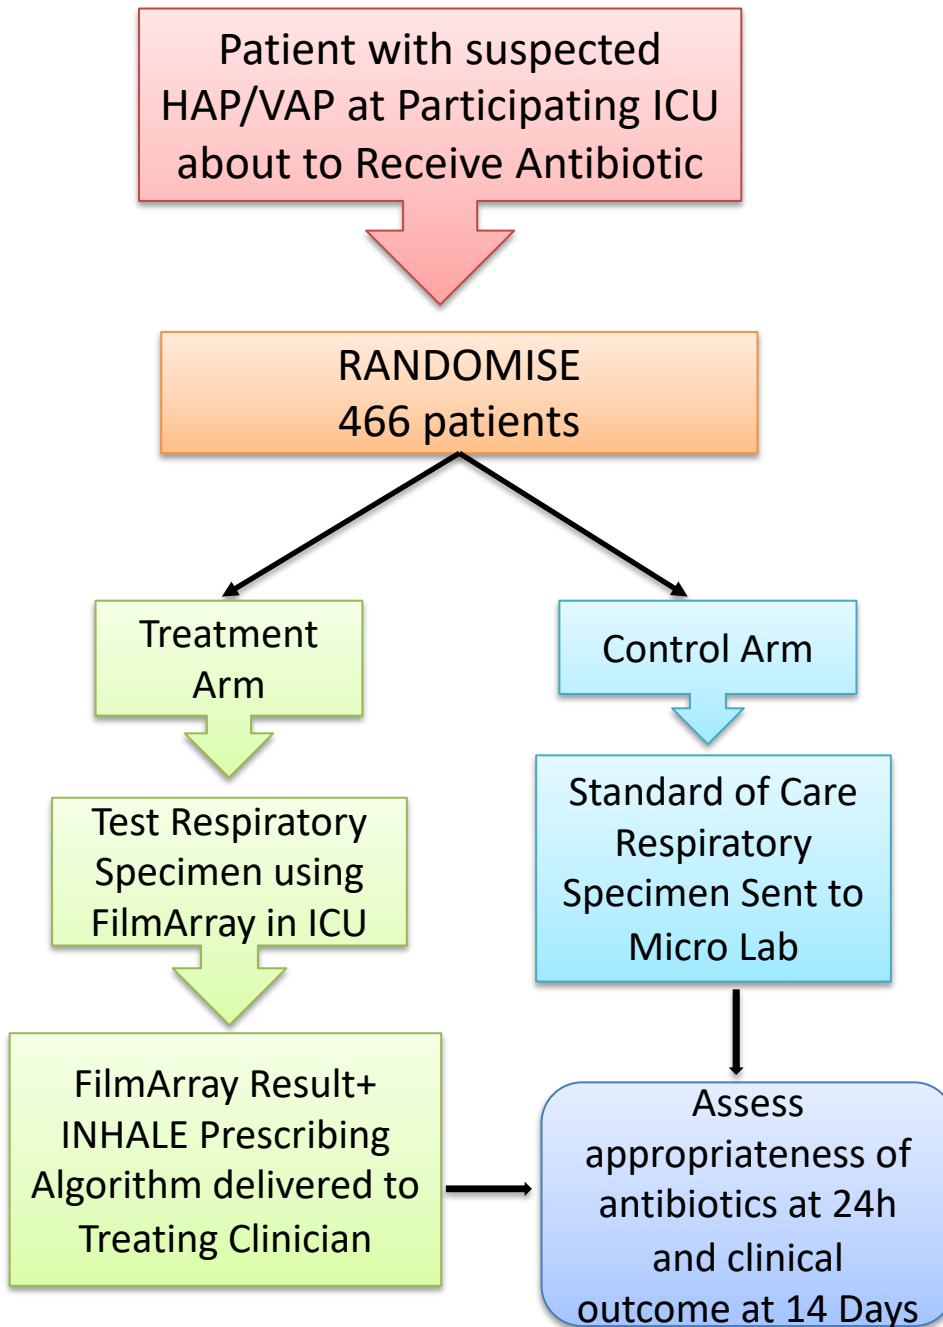 Patient with suspected
HAP/VAP at Participating ICU
about to Receive Antibiotic
RANDOMISE
466 patients
Treatment
Arm
Control Arm
Test Respiratory
Specimen using
FilmArray in ICU
Standard of Care
Respiratory
Specimen Sent to
Micro Lab
FilmArray Result+
INHALE Prescribing
Algorithm delivered to
Treating Clinician
Assess
appropriateness of
antibiotics at 24h
and clinical
outcome at 14 Days